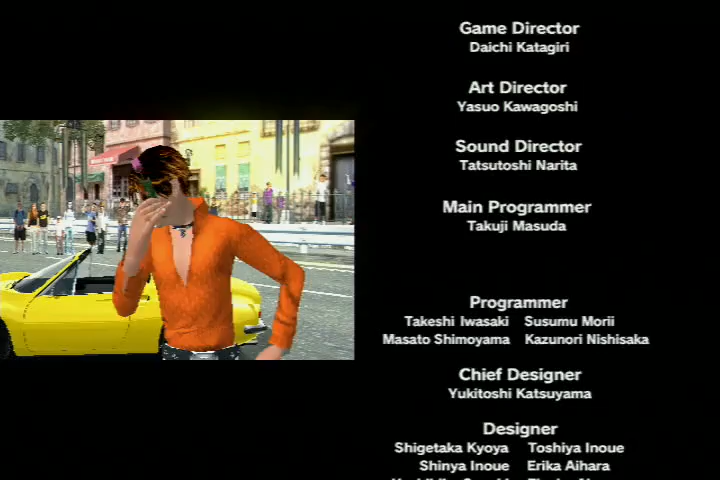 Game Director
Daichi Katagiri
Art Director
Yasuo Kawagoshi
Sound Director
Tatsutoshi Narita
Main Programmer
Takuji Masuda
Programmer
Takeshi Iwasaki Susumu Morii
Masato Shimoyama Kazunori Nishisaka
Chief Designer
Yukitoshi Katsuyama
Designer
Shigetaka Kyoya Toshiya Inoue
Shinya Inoue Erika Aihara